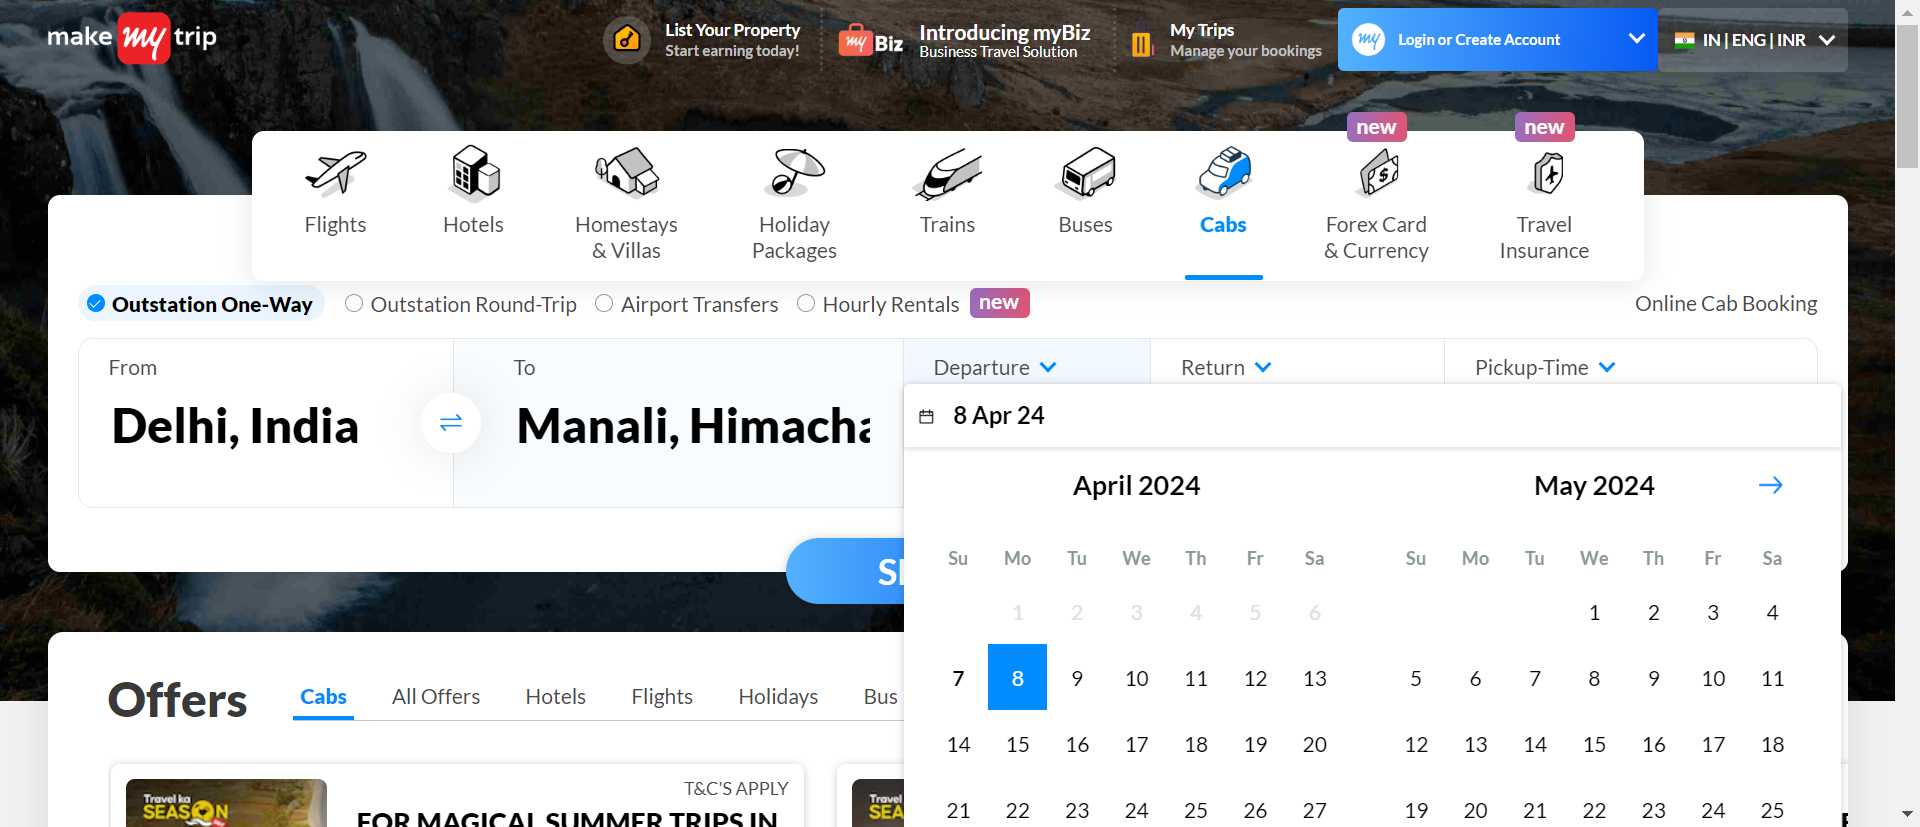 make my trip
List Your Property
Start earning today!
my Biz
Introducing myBiz
Business Travel Solution
My Trips
Manage your bookings
my
Login or Create Account
IN | ENG | INR
new
new
Flights
Hotels
Homestays
& Villas
Holiday
Packages
Trains
Buses
Cabs
Forex Card
& Currency
Travel
Insurance
Outstation One-Way
Outstation Round-Trip
Airport Transfers
Hourly Rentals
new
Online Cab Booking
From
To
Departure
Return
Pickup-Time
Delhi, India
Manali, Himacha
8 Apr 24
April 2024
May 2024
Su Mo Tu We Th Fr Sa
Su Mo Tu We Th Fr Sa
1 2 3 4 5 6
1 2 3 4
7 8 9 10 11 12 13
5 6 7 8 9 10 11
14 15 16 17 18 19 20
12 13 14 15 16 17 18
21 22 23 24 25 26 27
19 20 21 22 23 24 25
Offers
Cabs
All Offers
Hotels
Flights
Holidays
Bus
T&C'S APPLY
Travel ka
SEASON
FOR MAGICAL SUMMER TRIPS IN
Travel